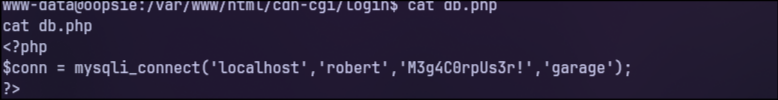 www-data@oopsie:/var/www/html/cdn-cgi/login$ cat db.php
cat db.php
<?php
$conn = mysqli_connect('localhost','robert','M3g4C0rpUs3r!','garage');
?>